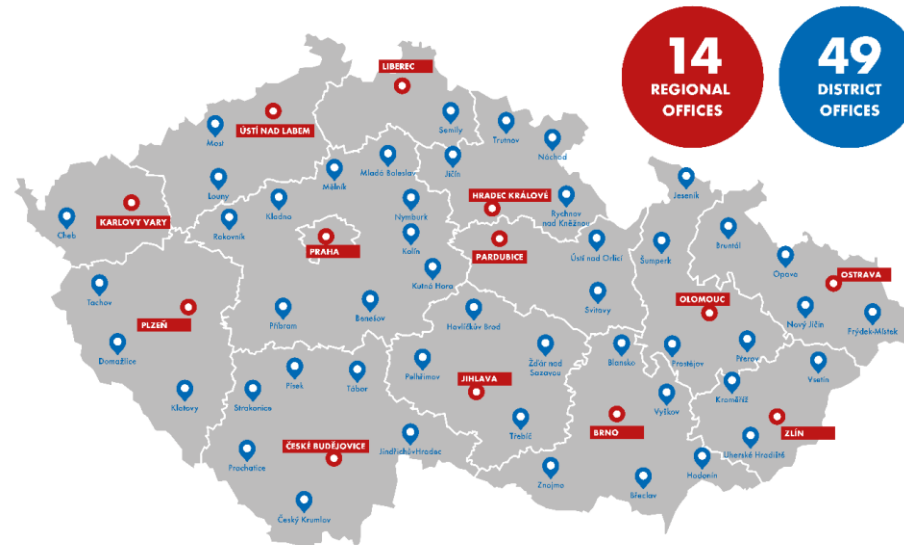 14
REGIONAL
OFFICES
49
DISTRICT
OFFICES
LIBEREC
ÚSTÍ NAD LABEM
Most
Semily
Trutnov
Náchod
Mladá Boleslav
Jičín
Mělník
Louny
Kladno
Rakovník
Nymburk
HRADEC KRÁLOVÉ
Rychnov
nad Kněžnou
Jeseník
KARLOVY VARY
Cheb
PRAHA
Kolín
PARDUBICE
Ústí nad Orlicí
Šumperk
Bruntál
Opava
OSTRAVA
Kutná Hora
Tachov
PLZEŇ
Příbram
Benešov
Havlíčkův Brod
Svitavy
OLOMOUC
Nový Jičín
Frýdek-Místek
Domažlice
Pelhřimov
Žďár nad
Sazavou
Blansko
Prostějov
Přerov
Vsetín
Klatovy
Strakonice
Písek
Tábor
JIHLAVA
Vyškov
Kroměříž
Třebíč
BRNO
ZLÍN
ČESKÉ BUDĚJOVICE
Jindřichův Hradec
Uherské Hradiště
Prachatice
Znojmo
Břeclav
Hodonín
Český Krumlov